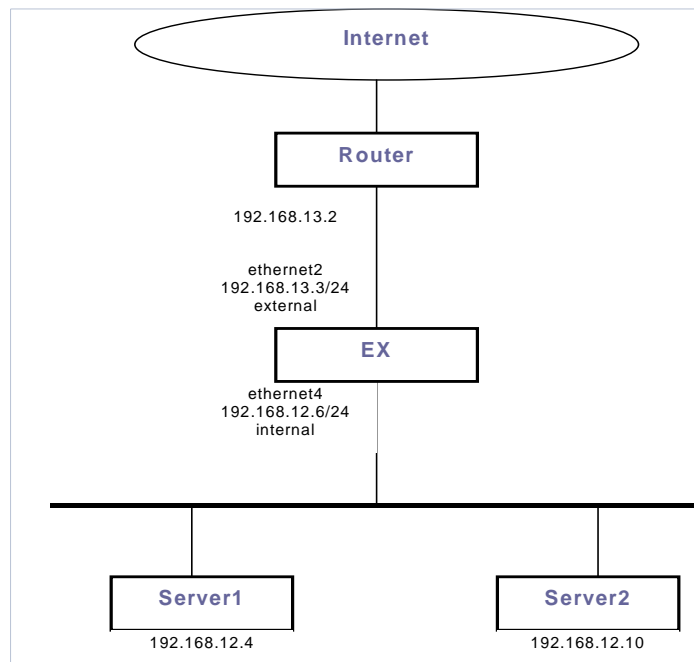 Internet
Router
192.168.13.2
ethernet2
192.168.13.3/24
external
EX
ethernet4
192.168.12.6/24
internal
Server1
Server2
192.168.12.4
192.168.12.10